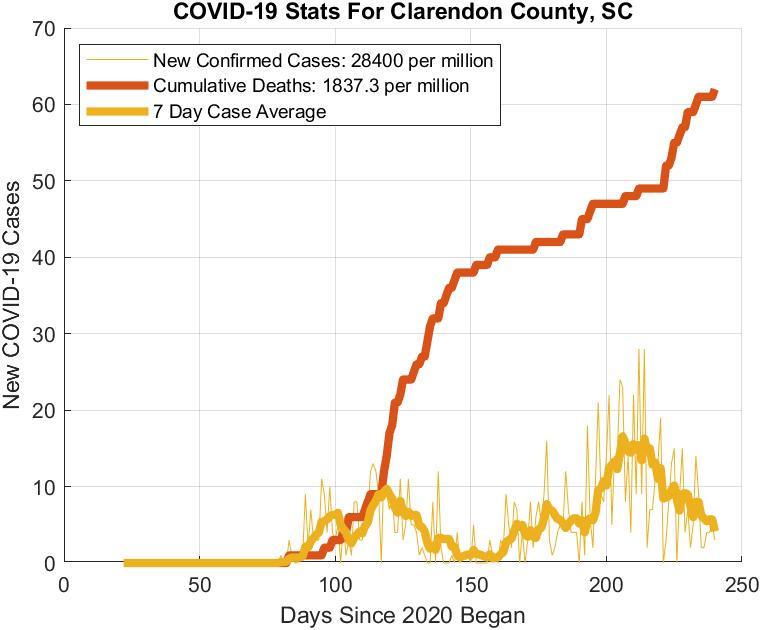 COVID-19 Stats For Clarendon County, SC
70
60
50
40
30
20
10
0
New COVID-19 Cases
New Confirmed Cases: 28400 per million
Cumulative Deaths: 1837.3 per million
7 Day Case Average
0 50 100 150 200 250
Days Since 2020 Began